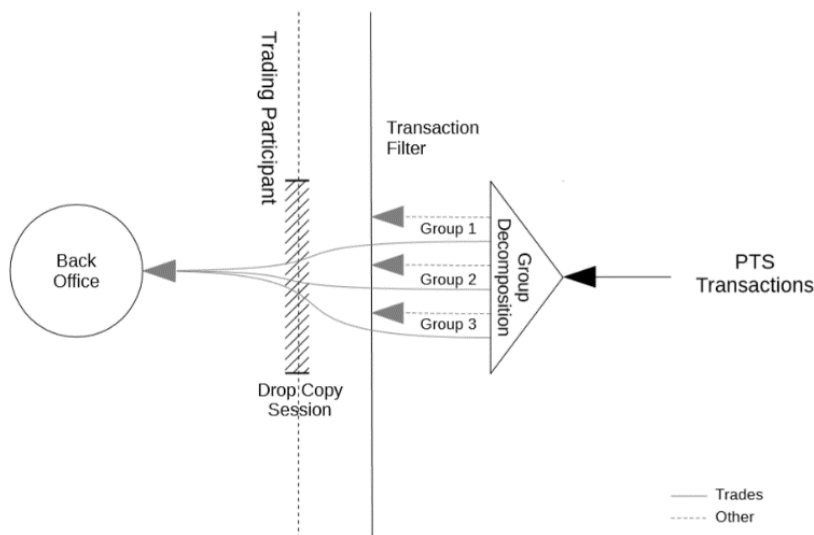 Trading Participant
Transaction
Filter
Group 1
Group 2
Group 3
Group
Decomposition
PTS
Transactions
Back
Office
Drop Copy
Session
Trades
Other